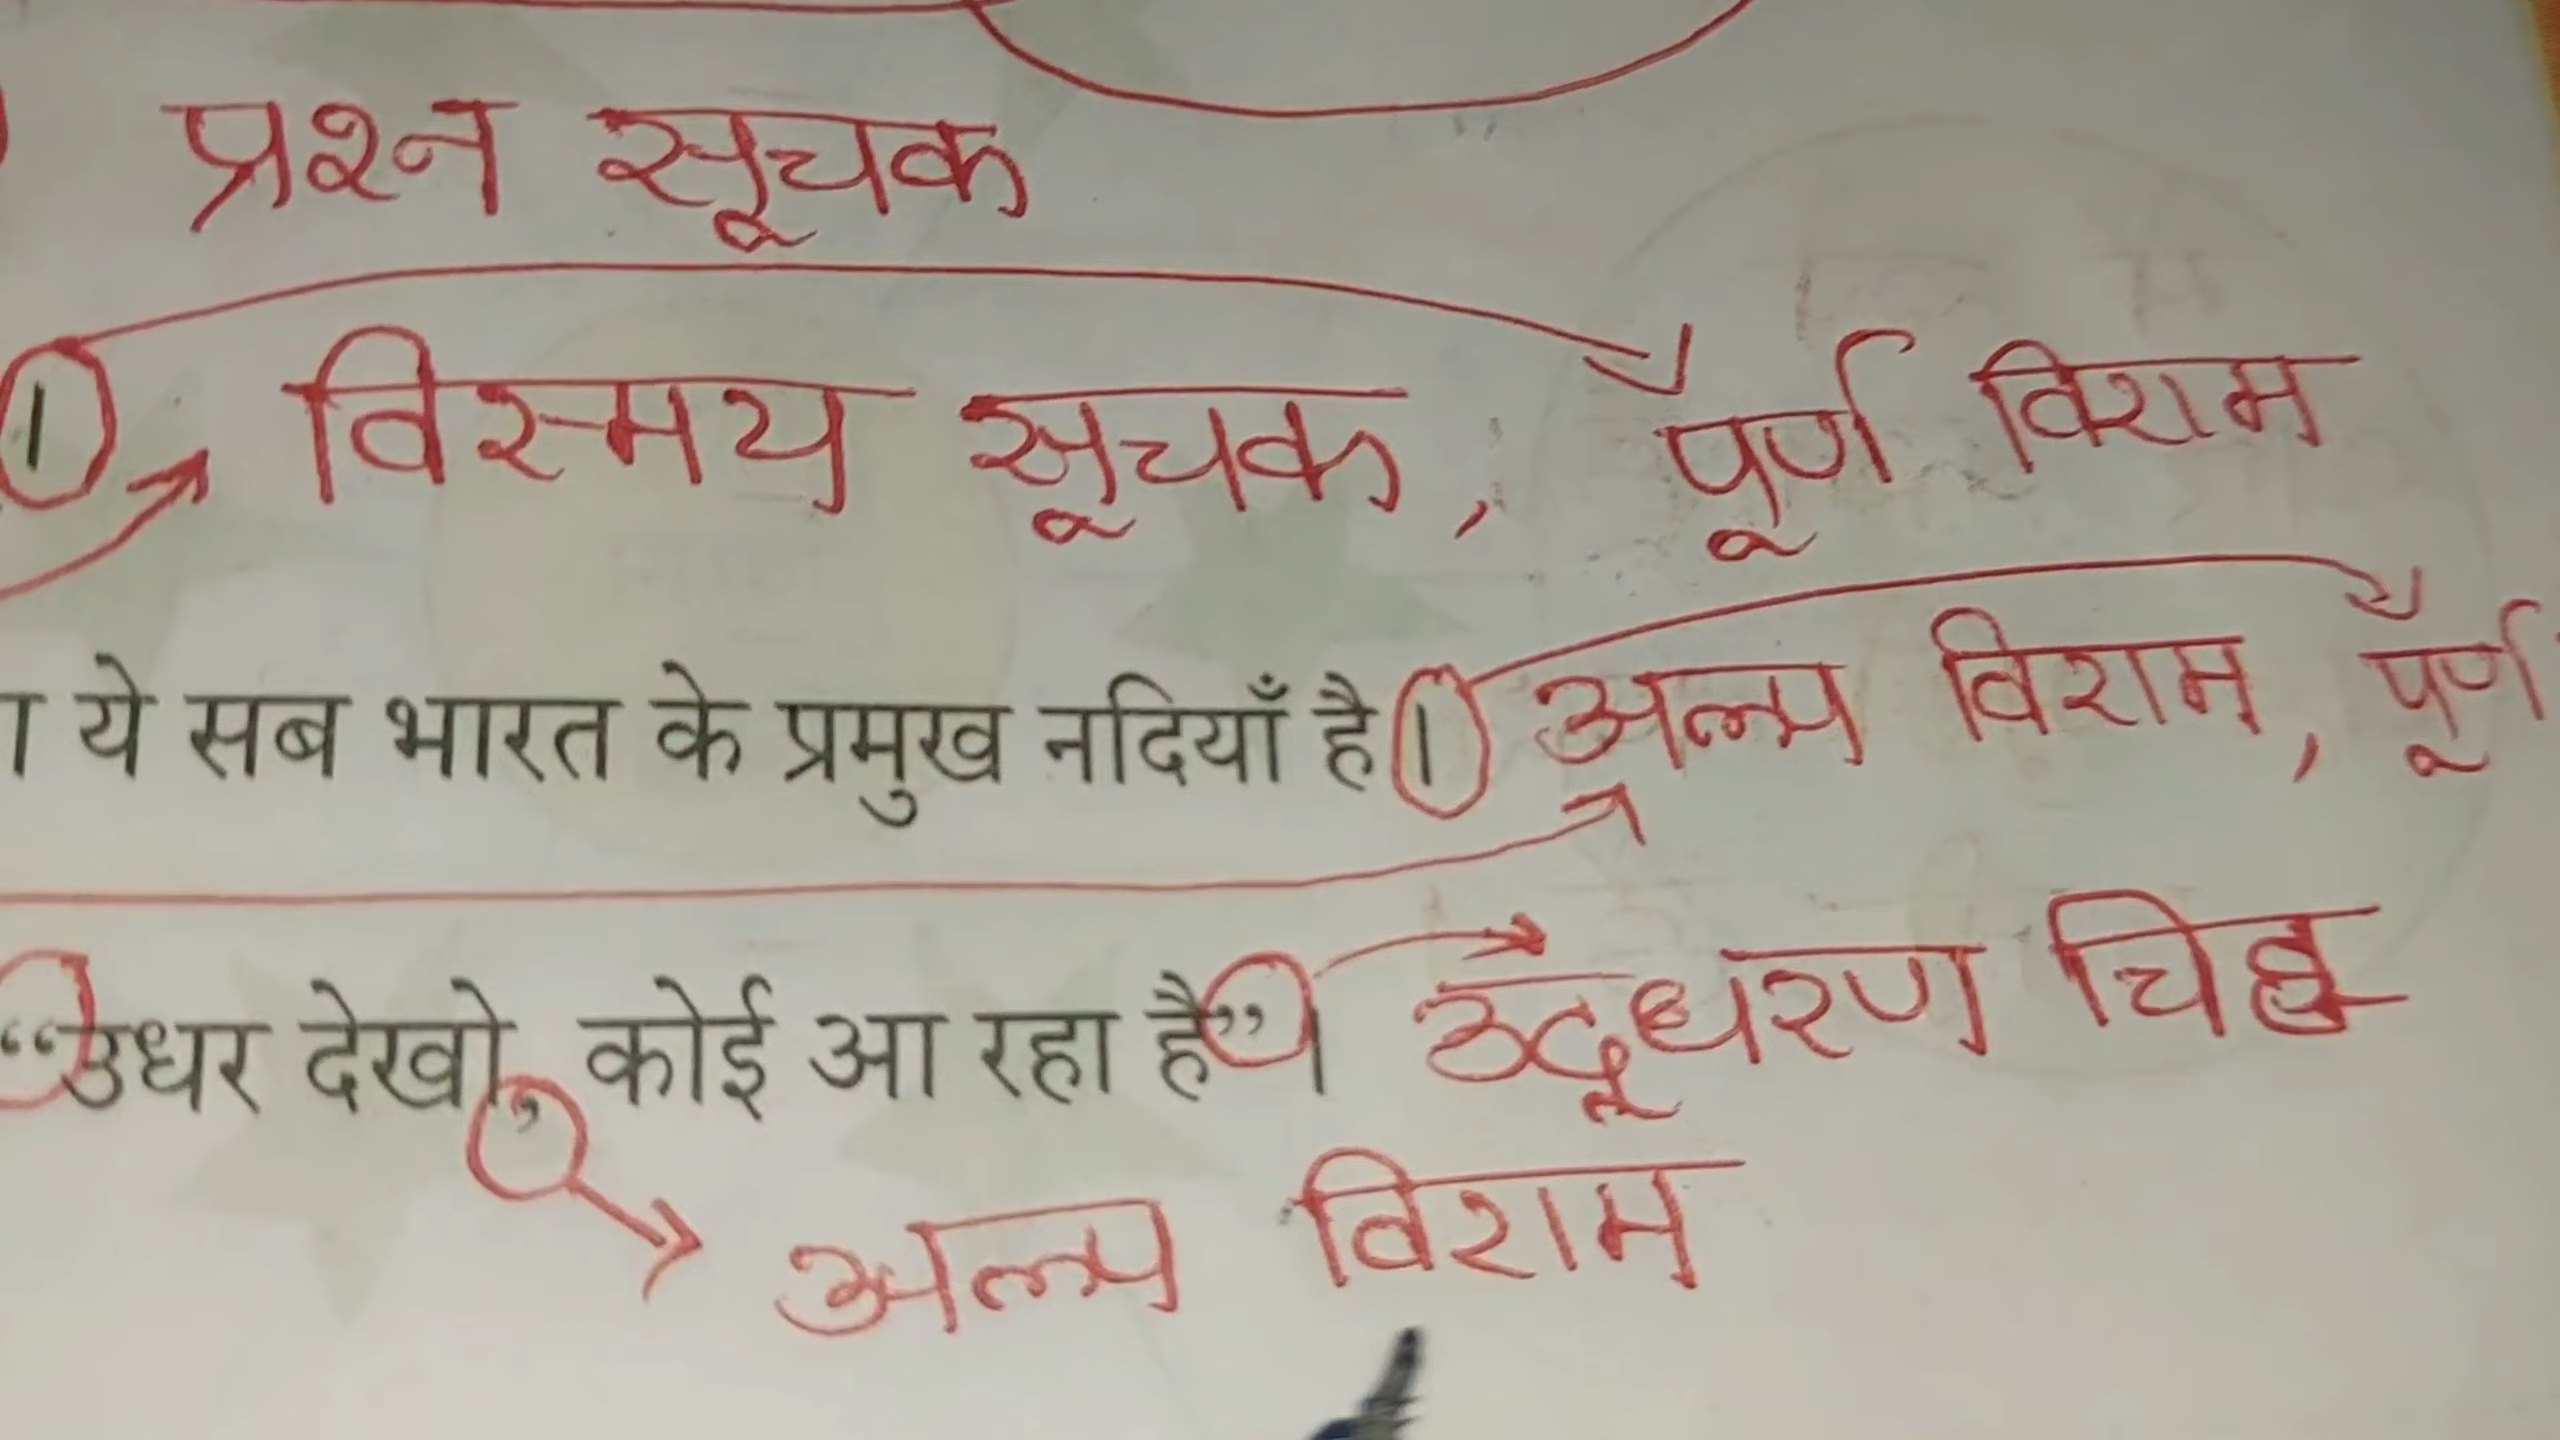 प्रश्न सूचक
। विस्मय सूचक, पूर्ण विराम
ये सब भारत के प्रमुख नदियाँ है। अल्प विराम, पूर्ण
“उधर देखो, कोई आ रहा है”। उद्धरण चिह्न
अल्प विराम